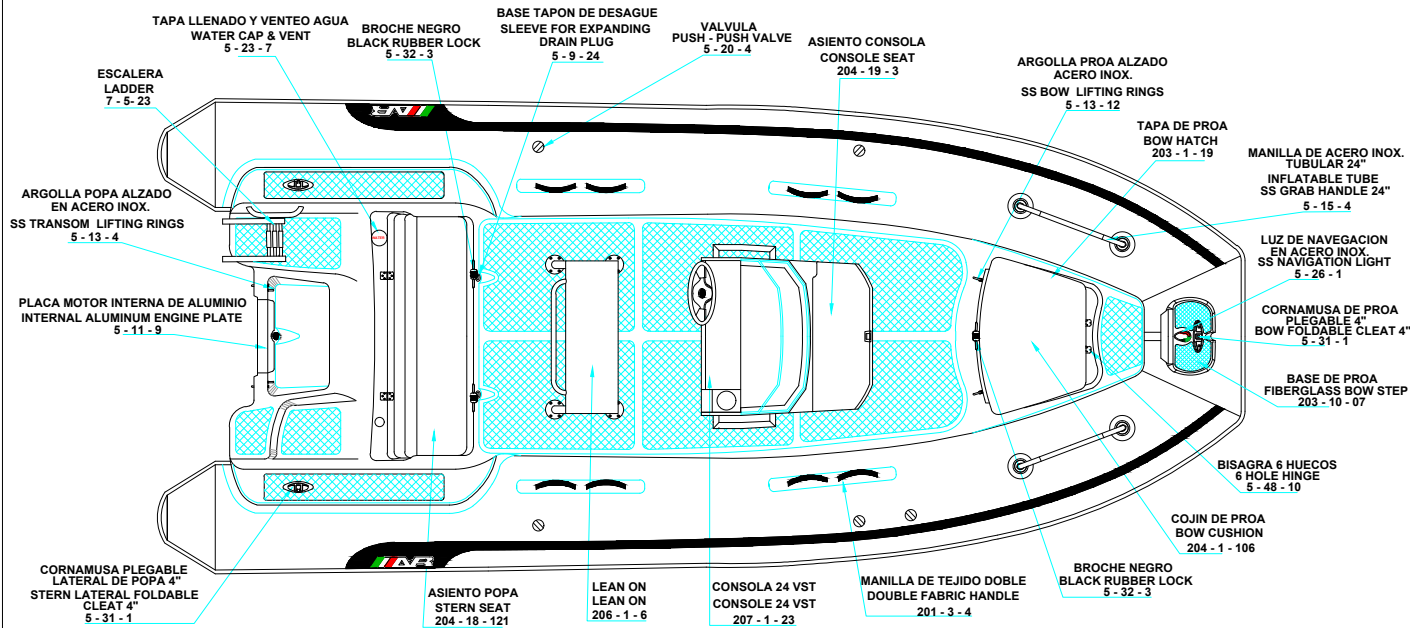 TAPA LLENADO Y VENTEO AGUA
WATER CAP & VENT
5 - 23 - 7
BROCHE NEGRO
BLACK RUBBER LOCK
5 - 32 - 3
BASE TAPON DE DESAGUE
SLEEVE FOR EXPANDING
DRAIN PLUG
5 - 9 - 24
VALVULA
PUSH - PUSH VALVE
5 - 20 - 4
ASIENTO CONSOLA
CONSOLE SEAT
204 - 19 - 3
ARGOLLA PROA ALZADO
ACERO INOX.
SS BOW LIFTING RINGS
5 - 13 - 12
TAPA DE PROA
BOW HATCH
203 - 1 - 19
MANILLA DE ACERO INOX.
TUBULAR 24"
INFLATABLE TUBE
SS GRAB HANDLE 24"
5 - 15 - 4
ESCALERA
LADDER
7 - 5- 23
ARGOLLA POPA ALZADO
EN ACERO INOX.
SS TRANSOM LIFTING RINGS
5 - 13 - 4
LUZ DE NAVEGACION
EN ACERO INOX.
SS NAVIGATION LIGHT
5 - 26 - 1
PLACA MOTOR INTERNA DE ALUMINIO
INTERNAL ALUMINUM ENGINE PLATE
5 - 11 - 9
CORNAMUSA DE PROA
PLEGABLE 4"
BOW FOLDABLE CLEAT 4"
5 - 31 - 1
BASE DE PROA
FIBERGLASS BOW STEP
203 - 10 - 07
BISAGRA 6 HUECOS
6 HOLE HINGE
5 - 48 - 10
COJIN DE PROA
BOW CUSHION
204 - 1 - 106
BROCHE NEGRO
BLACK RUBBER LOCK
5 - 32 - 3
CORNAMUSA PLEGABLE
LATERAL DE POPA 4"
STERN LATERAL FOLDABLE
CLEAT 4"
5 - 31 - 1
ASIENTO POPA
STERN SEAT
204 - 18 - 121
LEAN ON
LEAN ON
206 - 1 - 6
CONSOLA 24 VST
CONSOLE 24 VST
207 - 1 - 23
MANILLA DE TEJIDO DOBLE
DOUBLE FABRIC HANDLE
201 - 3 - 4